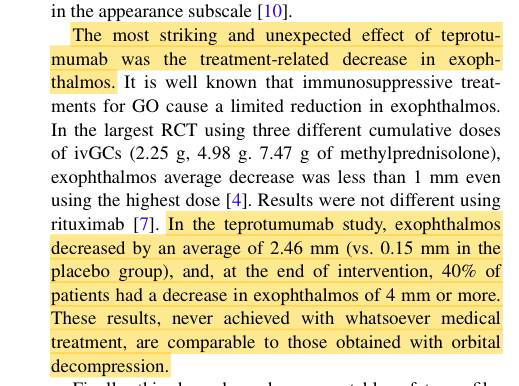 in the appearance subscale [10].
The most striking and unexpected effect of teprotu-
mumab was the treatment-related decrease in exoph-
thalmos. It is well known that immunosuppressive treat-
ments for GO cause a limited reduction in exophthalmos.
In the largest RCT using three different cumulative doses
of ivGCs (2.25 g, 4.98 g. 7.47 g of methylprednisolone),
exophthalmos average decrease was less than 1 mm even
using the highest dose [4]. Results were not different using
rituximab [7]. In the teprotumumab study, exophthalmos
decreased by an average of 2.46 mm (vs. 0.15 mm in the
placebo group), and, at the end of intervention, 40% of
patients had a decrease in exophthalmos of 4 mm or more.
These results, never achieved with whatsoever medical
treatment, are comparable to those obtained with orbital
decompression.